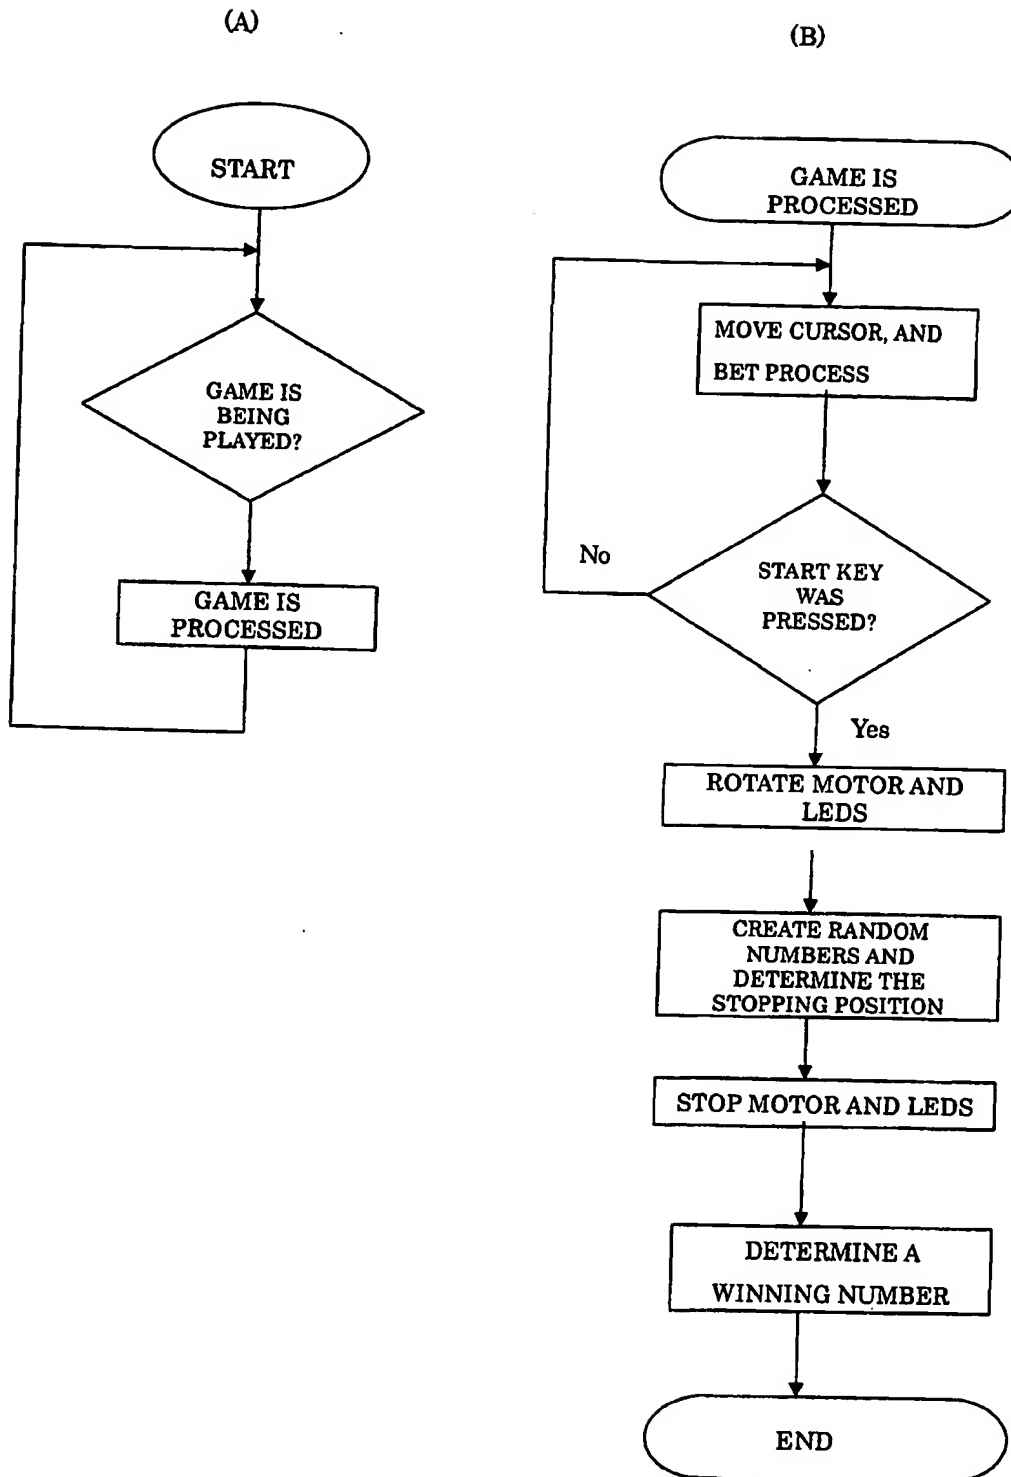 (A)
START
GAME IS
BEING
PLAYED?
GAME IS
PROCESSED
(B)
GAME IS
PROCESSED
MOVE CURSOR, AND
BET PROCESS
No
START KEY
WAS
PRESSED?
Yes
ROTATE MOTOR AND
LEDS
CREATE RANDOM
NUMBERS AND
DETERMINE THE
STOPPING POSITION
STOP MOTOR AND LEDS
DETERMINE A
WINNING NUMBER
END